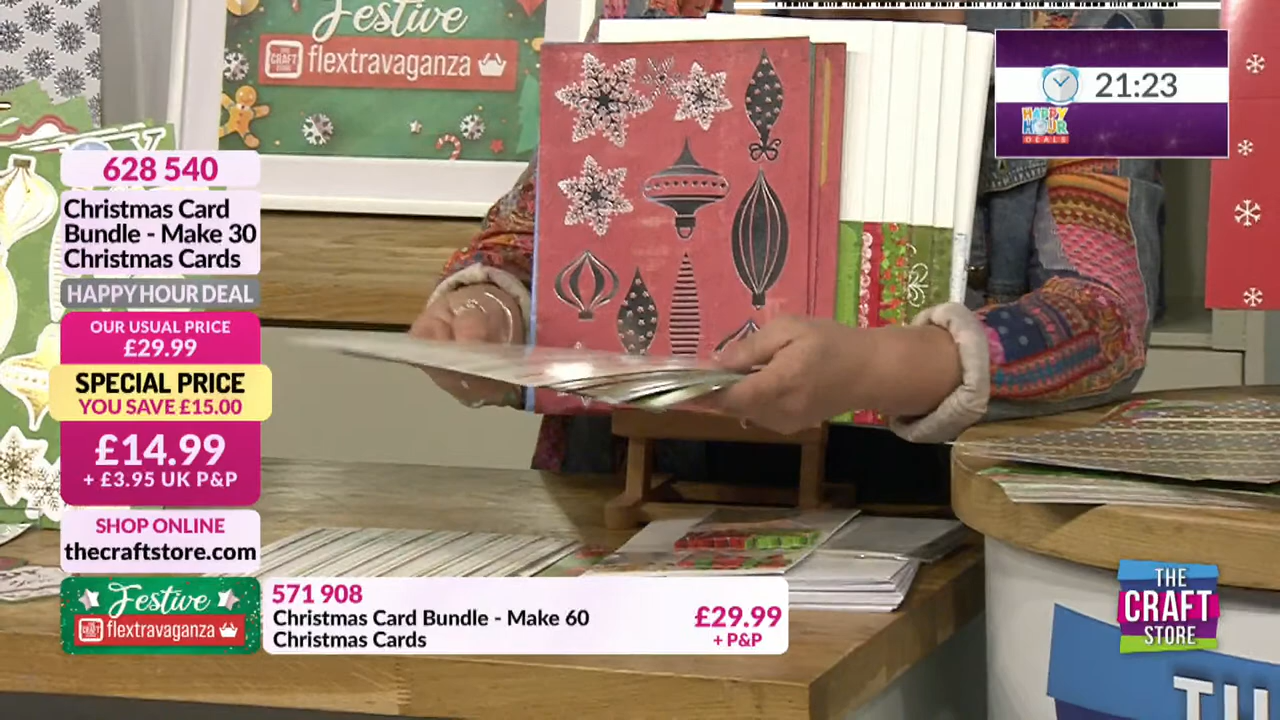 Festive
THE CRAFT STORE
flextravaganza
21:23
HAPPY
HOUR
DEALS
628 540
Christmas Card
Bundle - Make 30
Christmas Cards
HAPPY HOUR DEAL
OUR USUAL PRICE
£29.99
SPECIAL PRICE
YOU SAVE £15.00
£14.99
+ £3.95 UK P&P
SHOP ONLINE
thecraftstore.com
Festive
flextravaganza
571 908
Christmas Card Bundle - Make 60
Christmas Cards
£29.99
+ P&P
THE
CRAFT
STORE